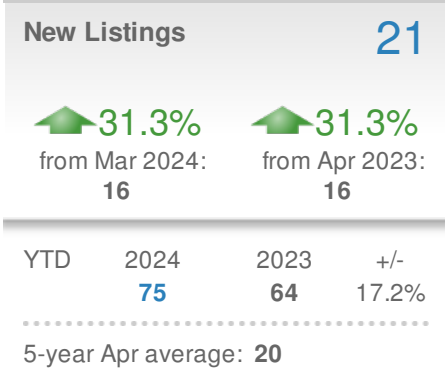 New Listings 21
31.3% 31.3%
from Mar 2024: from Apr 2023:
16 16
YTD 2024 2023 +/-
75 64 17.2%
5-year Apr average: 20